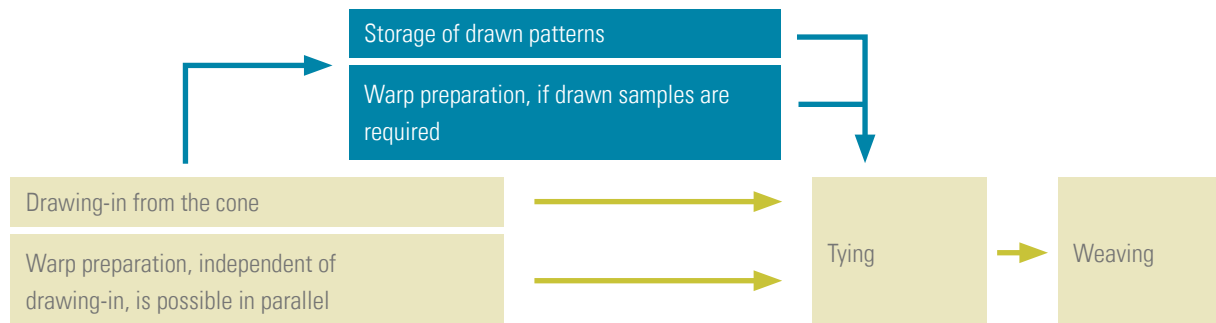 Storage of drawn patterns
Warp preparation, if drawn samples are
required
Drawing-in from the cone
Warp preparation, independent of
drawing-in, is possible in parallel
Tying
Weaving